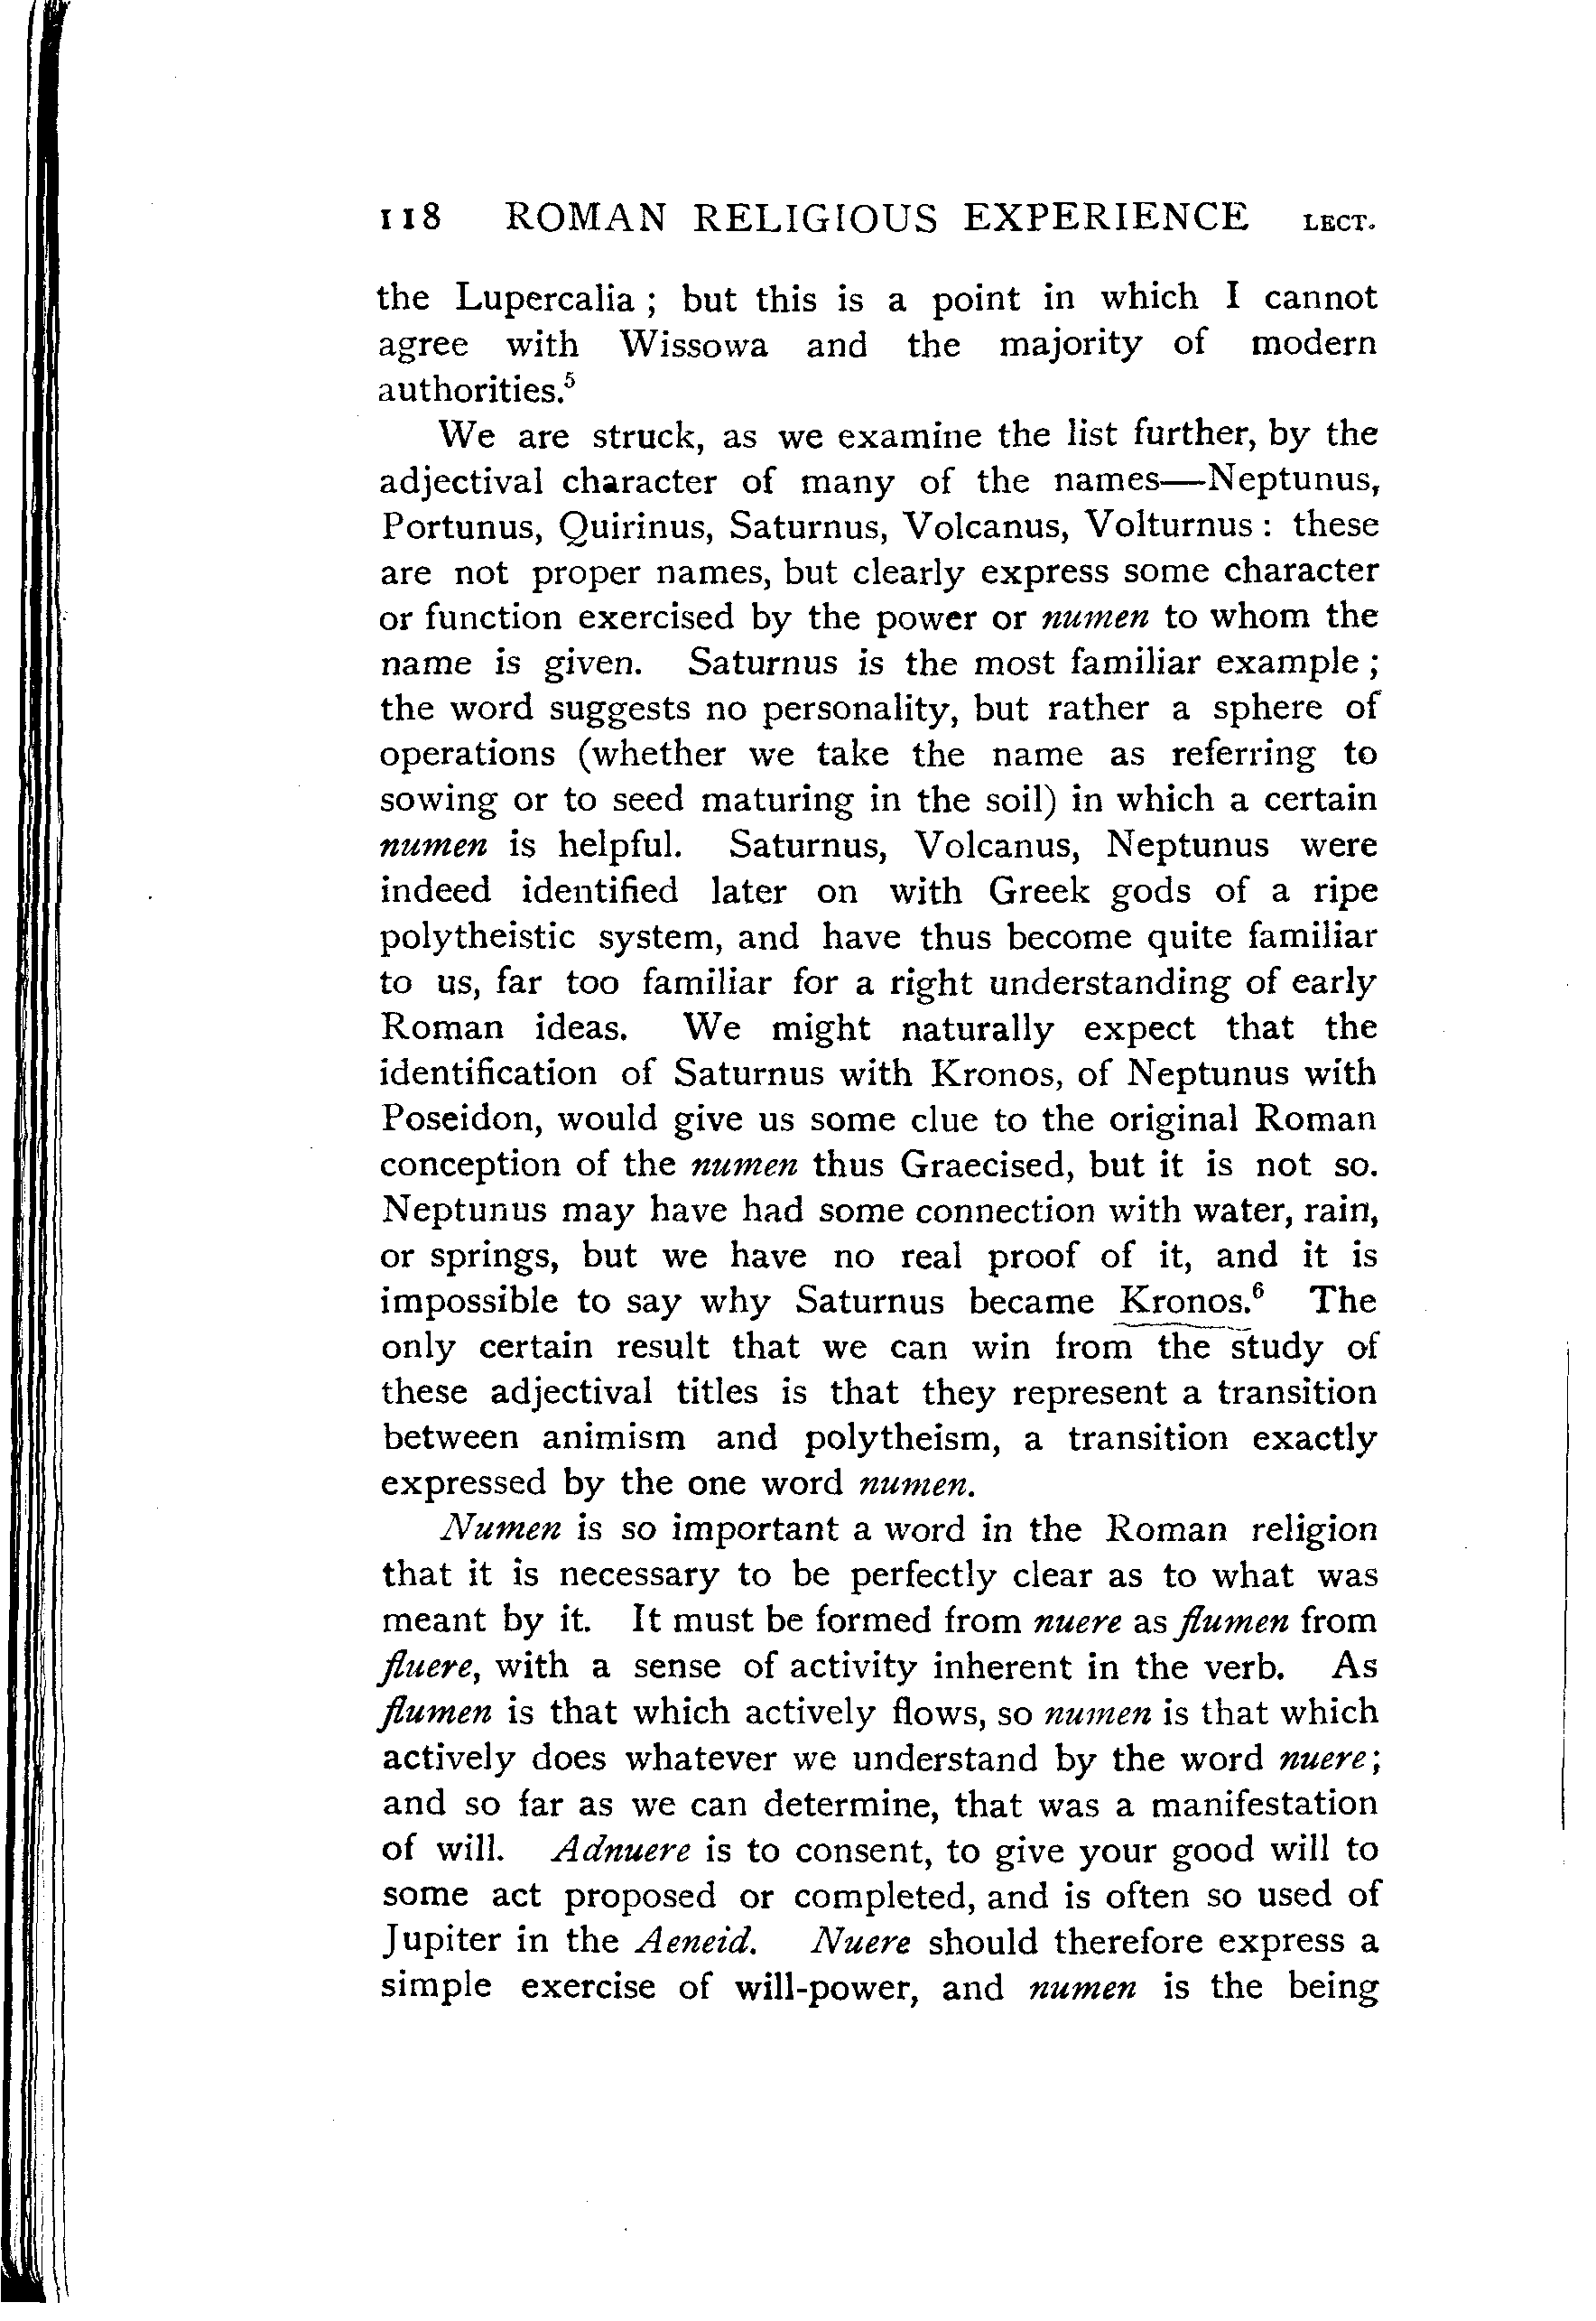 118 ROMAN RELIGIOUS EXPERIENCE LECT.
the Lupercalia ; but this is a point in which I cannot
agree with Wissowa and the majority of modern
authorities.⁵
We are struck, as we examine the list further, by the
adjectival character of many of the names—Neptunus,
Portunus, Quirinus, Saturnus, Volcanus, Volturnus : these
are not proper names, but clearly express some character
or function exercised by the power or numen to whom the
name is given. Saturnus is the most familiar example ;
the word suggests no personality, but rather a sphere of
operations (whether we take the name as referring to
sowing or to seed maturing in the soil) in which a certain
numen is helpful. Saturnus, Volcanus, Neptunus were
indeed identified later on with Greek gods of a ripe
polytheistic system, and have thus become quite familiar
to us, far too familiar for a right understanding of early
Roman ideas. We might naturally expect that the
identification of Saturnus with Kronos, of Neptunus with
Poseidon, would give us some clue to the original Roman
conception of the numen thus Graecised, but it is not so.
Neptunus may have had some connection with water, rain,
or springs, but we have no real proof of it, and it is
impossible to say why Saturnus became Kronos.⁶ The
only certain result that we can win from the study of
these adjectival titles is that they represent a transition
between animism and polytheism, a transition exactly
expressed by the one word numen.
Numen is so important a word in the Roman religion
that it is necessary to be perfectly clear as to what was
meant by it. It must be formed from nuere as flumen from
fluere, with a sense of activity inherent in the verb. As
flumen is that which actively flows, so numen is that which
actively does whatever we understand by the word nuere;
and so far as we can determine, that was a manifestation
of will. Adnuere is to consent, to give your good will to
some act proposed or completed, and is often so used of
Jupiter in the Aeneid. Nuere should therefore express a
simple exercise of will-power, and numen is the being